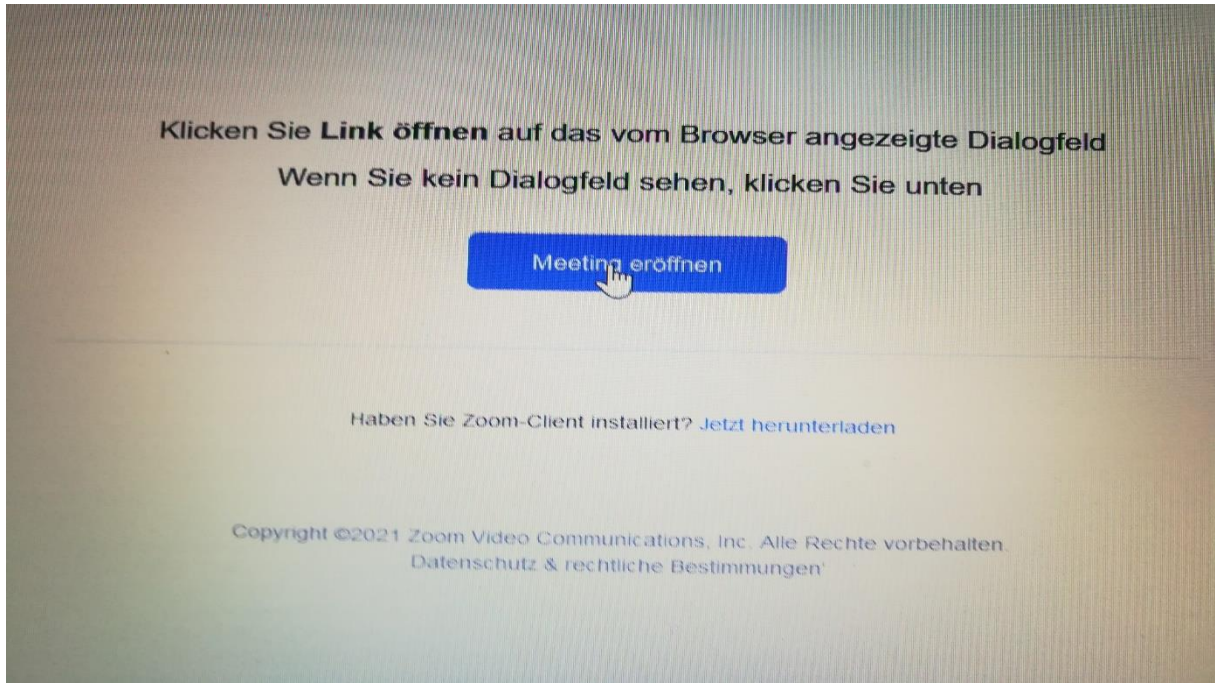 Klicken Sie Link öffnen auf das vom Browser angezeigte Dialogfeld
Wenn Sie kein Dialogfeld sehen, klicken Sie unten
Meeting eröffnen
Haben Sie Zoom-Client installiert? Jetzt herunterladen
Copyright ©2021 Zoom Video Communications, Inc. Alle Rechte vorbehalten.
Datenschutz & rechtliche Bestimmungen'